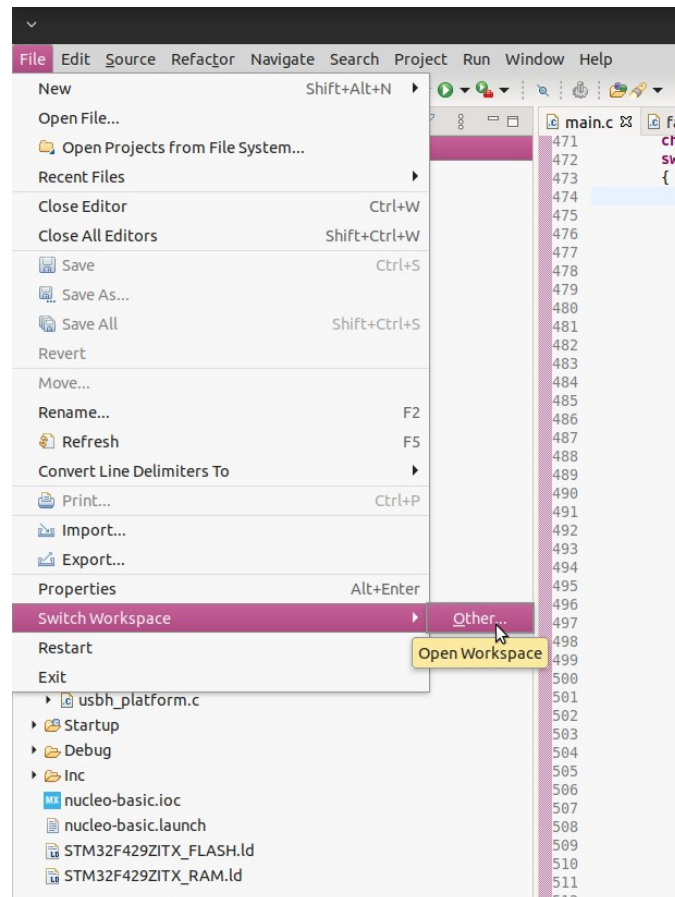 File Edit Source Refactor Navigate Search Project Run Window Help
New Shift+Alt+N
Open File...
Open Projects from File System...
Recent Files
Close Editor Ctrl+W
Close All Editors Shift+Ctrl+W
Save Ctrl+S
Save As...
Save All Shift+Ctrl+S
Revert
Move...
Rename... F2
Refresh F5
Convert Line Delimiters To
Print... Ctrl+P
Import...
Export...
Properties Alt+Enter
Switch Workspace
Restart
Exit
Other...
Open Workspace
usbh_platform.c
Startup
Debug
Inc
MX nucleo-basic.ioc
nucleo-basic.launch
STM32F429ZITX_FLASH.ld
STM32F429ZITX_RAM.ld
main.c
471 ch
472 sw
473 {
474
475
476
477
478
479
480
481
482
483
484
485
486
487
488
489
490
491
492
493
494
495
496
497
498
499
500
501
502
503
504
505
506
507
508
509
510
511